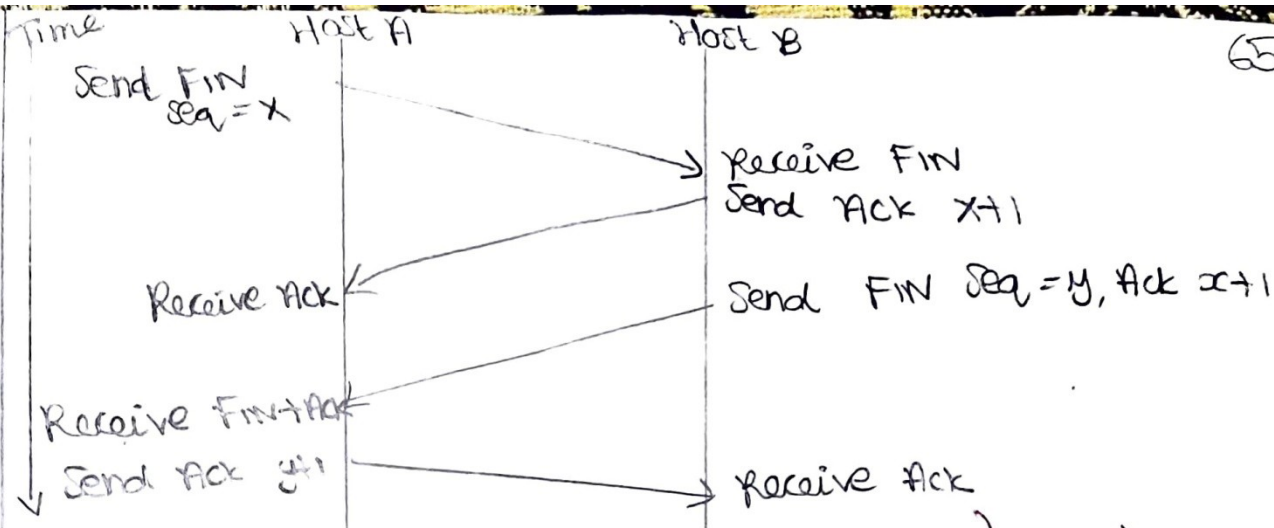 Time Host A Host B 65
Send FIN
seq = x
Receive FIN
Send Ack x+1
Receive Ack
Send FIN Seq = y, Ack x+1
Receive Fin+Ack
Send Ack y+1
Receive Ack